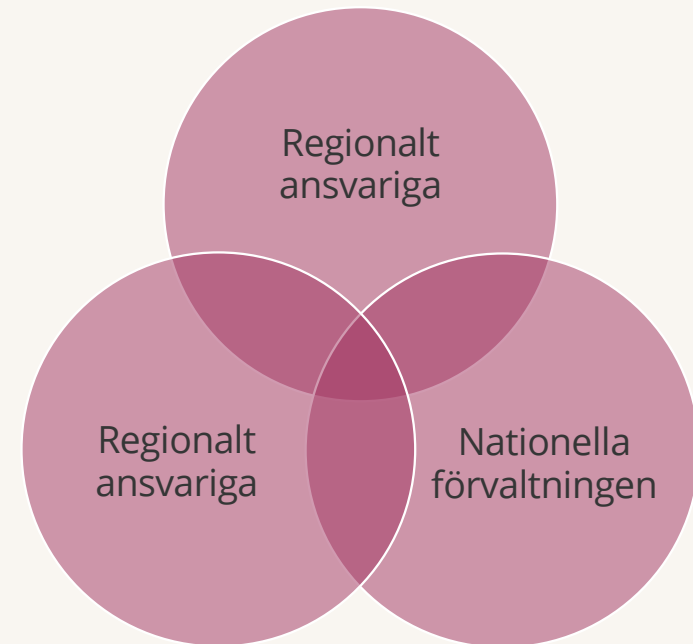 Regionalt
ansvariga
Regionalt
ansvariga
Nationella
förvaltningen